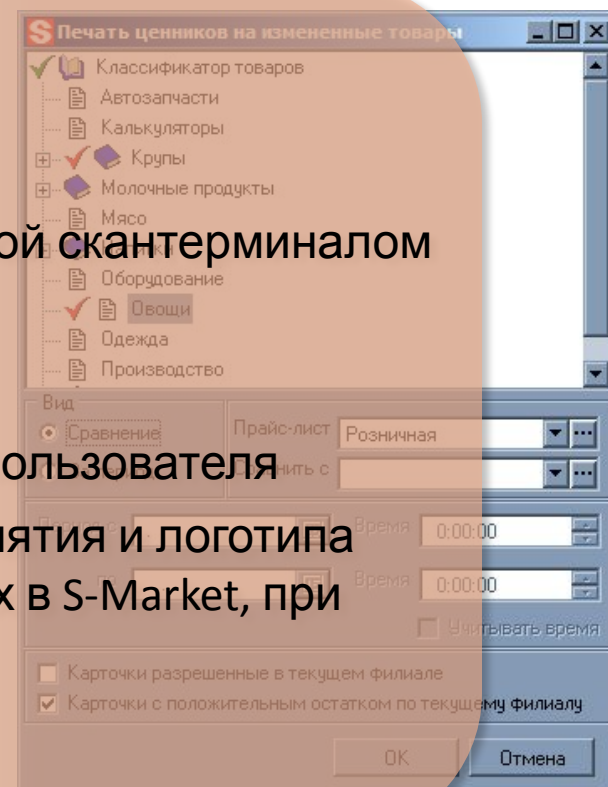 Печать ценников на измененные товары
Классификатор товаров
Автозапчасти
Калькуляторы
Крупы
Молочные продукты
Мясо
ой скантерминалом
Оборудование
Овощи
Одежда
Производство
Вид
Сравнение
Прайс-лист Розничная
ользователя
с
Время 0:00:00
иятия и логотипа
Время 0:00:00
х в S-Market, при
Учитывать время
Карточки разрешенные в текущем филиале
Карточки с положительным остатком по текущему филиалу
OK Отмена